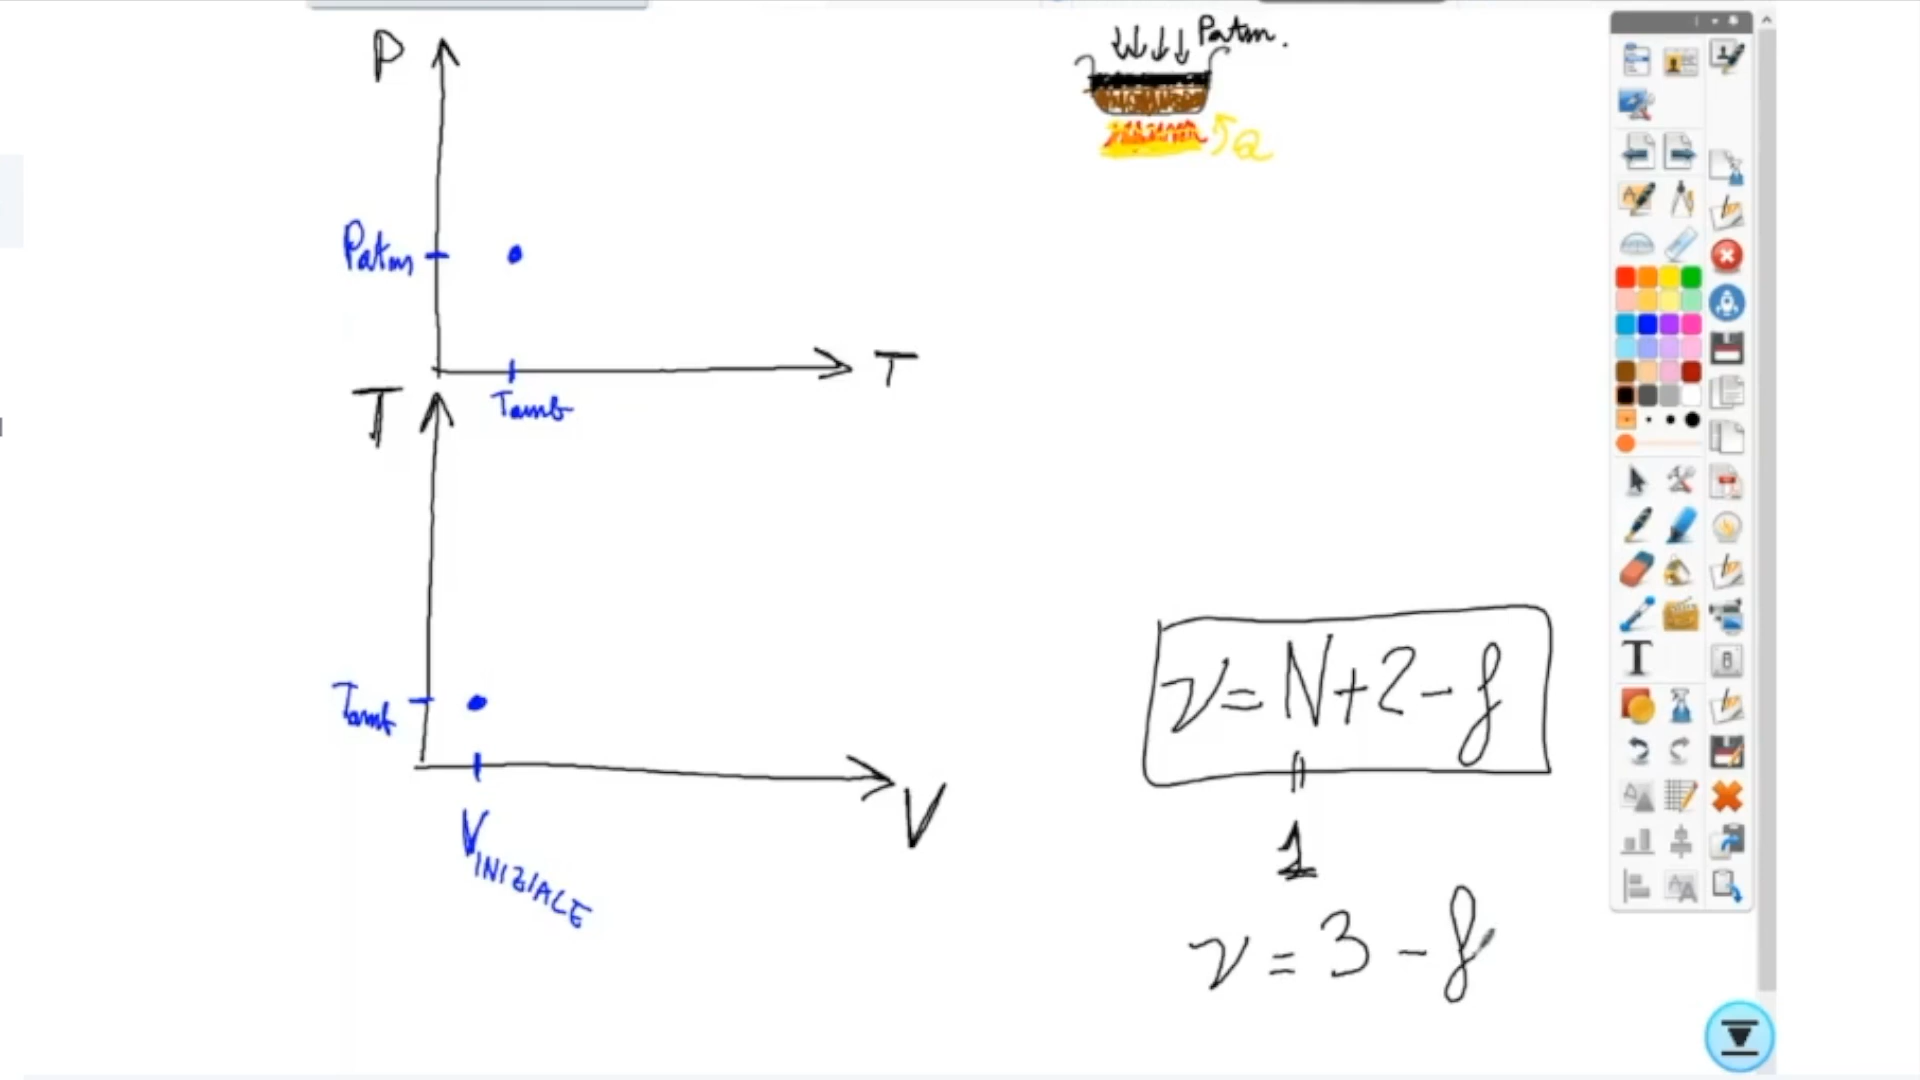 P
Patm.
Q
Patm
T
Tamb
T
Tamb
V
VINIZIALE
ν = N + 2 - f
"
1
ν = 3 - f